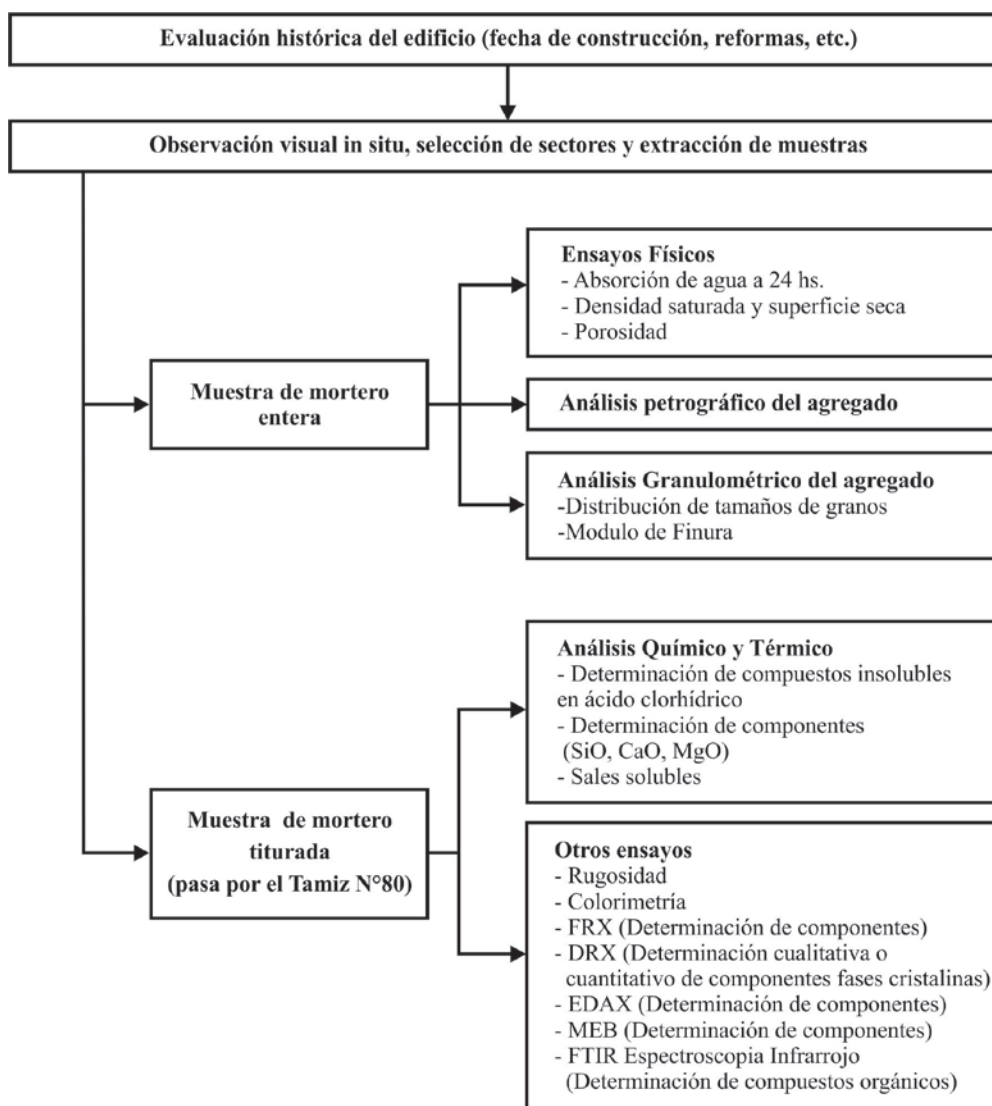 Evaluación histórica del edificio (fecha de construcción, reformas, etc.)
Observación visual in situ, selección de sectores y extracción de muestras
Muestra de mortero
entera
Ensayos Físicos
- Absorción de agua a 24 hs.
- Densidad saturada y superficie seca
- Porosidad
Análisis petrográfico del agregado
Análisis Granulométrico del agregado
-Distribución de tamaños de granos
-Modulo de Finura
Muestra de mortero
titurada
(pasa por el Tamiz N°80)
Análisis Químico y Térmico
- Determinación de compuestos insolubles
en ácido clorhídrico
- Determinación de componentes
(SiO, CaO, MgO)
- Sales solubles
Otros ensayos
- Rugosidad
- Colorimetría
- FRX (Determinación de componentes)
- DRX (Determinación cualitativa o
cuantitativo de componentes fases cristalinas)
- EDAX (Determinación de componentes)
- MEB (Determinación de componentes)
- FTIR Espectroscopia Infrarrojo
(Determinación de compuestos orgánicos)